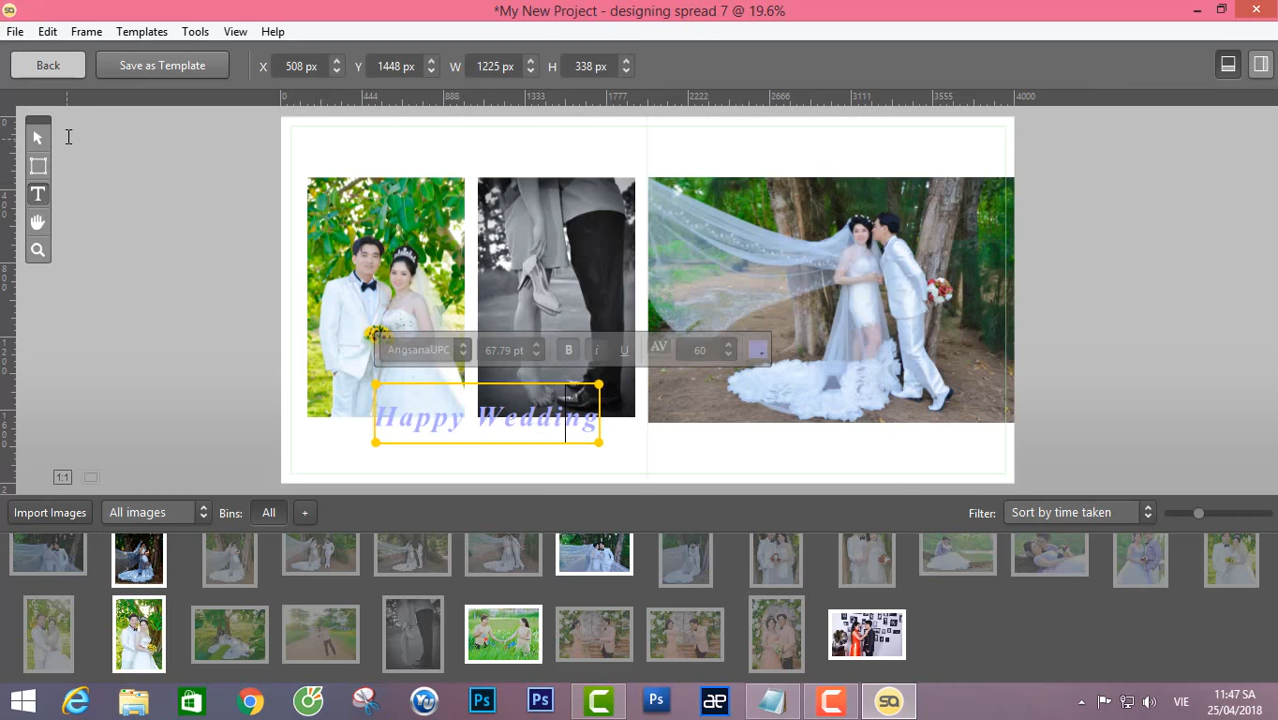 *My New Project - designing spread 7 @ 19.6%
File Edit Frame Templates Tools View Help
Back Save as Template X 508 px Y 1448 px W 1225 px H 338 px
0 444 888 1333 1777 2222 2666 3111 3555 4000
AngsanaUPC 67.79 pt B i U AV 60
Happy Wedding
1:1
Import Images All images Bins: All + Filter: Sort by time taken
VIE
11:47 SA
25/04/2018